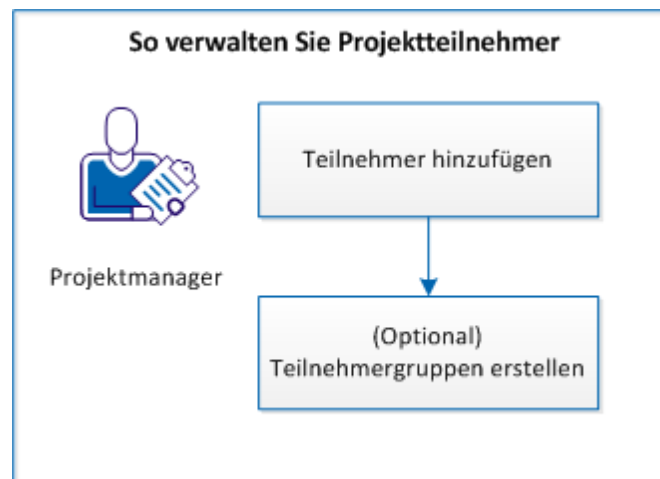 So verwalten Sie Projektteilnehmer
Teilnehmer hinzufügen
Projektmanager
(Optional)
Teilnehmergruppen erstellen